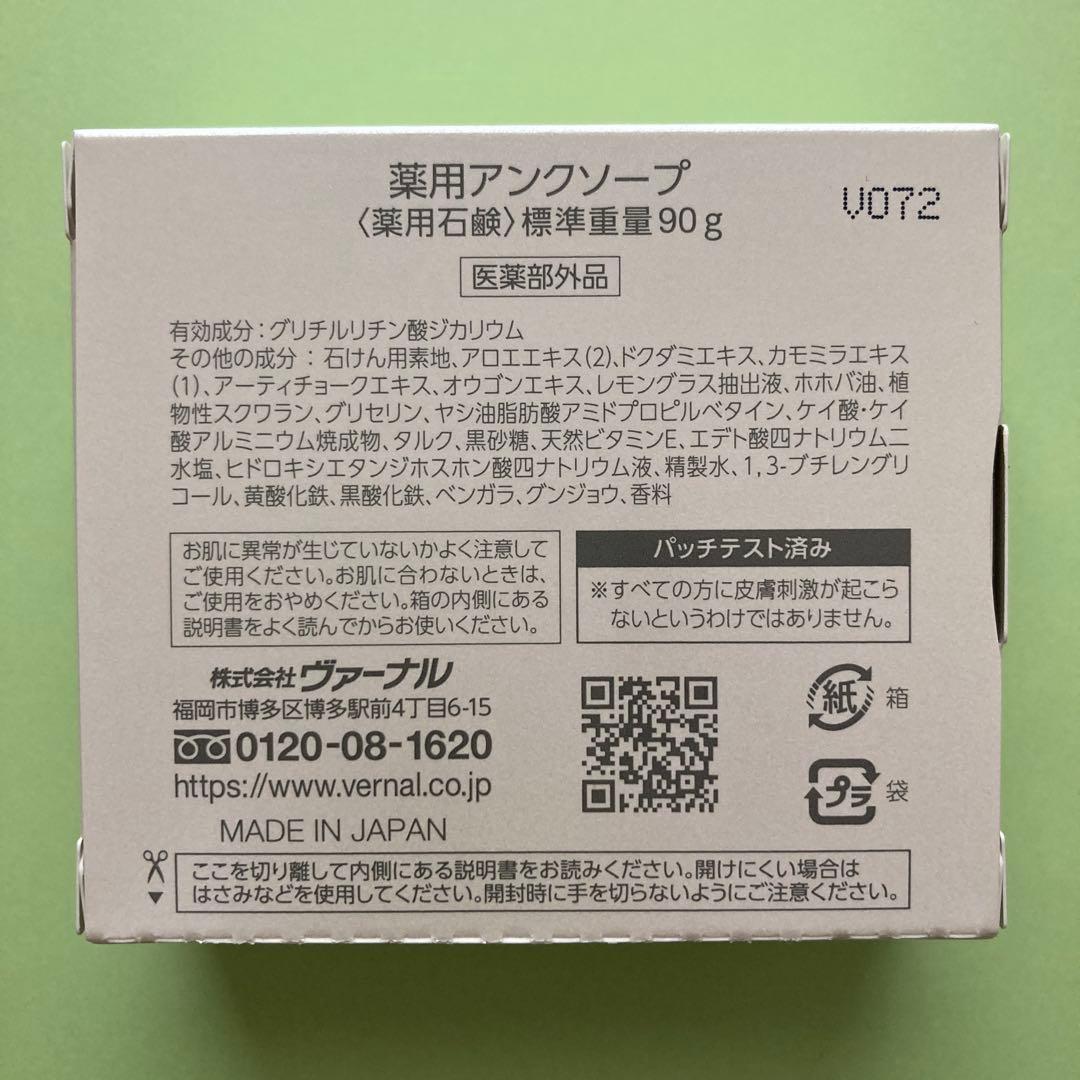 薬用アンクソープ
〈薬用石鹸〉標準重量90g
V072
医薬部外品
有効成分:グリチルリチン酸ジカリウム
その他の成分:石けん用素地、アロエエキス(2)、ドクダミエキス、カモミラエキス
(1)、アーティチョークエキス、オウゴンエキス、レモングラス抽出液、ホホバ油、植
物性スクワラン、グリセリン、ヤシ油脂肪酸アミドプロピルベタイン、ケイ酸・ケイ
酸アルミニウム焼成物、タルク、黒砂糖、天然ビタミンE、エデト酸四ナトリウム二
水塩、ヒドロキシエタンジホスホン酸四ナトリウム液、精製水、1,3-ブチレングリ
コール、黄酸化鉄、黒酸化鉄、ベンガラ、グンジョウ、香料
お肌に異常が生じていないかよく注意して
ご使用ください。お肌に合わないときは、
ご使用をおやめください。箱の内側にある
説明書をよく読んでからお使いください。
パッチテスト済み
※すべての方に皮膚刺激が起こら
ないというわけではありません。
株式会社ヴァーナル
福岡市博多区博多駅前4丁目6-15
0120-08-1620
https://www.vernal.co.jp
MADE IN JAPAN
紙 箱
プラ 袋
ここを切り離して内側にある説明書をお読みください。開けにくい場合は
はさみなどを使用してください。開封時に手を切らないようにご注意ください。